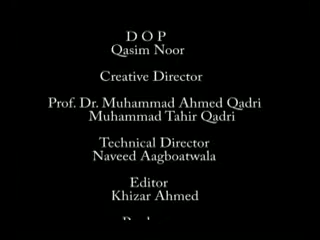 D O P
Qasim Noor
Creative Director
Prof. Dr. Muhammad Ahmed Qadri
Muhammad Tahir Qadri
Technical Director
Naveed Aagboatwala
Editor
Khizar Ahmed